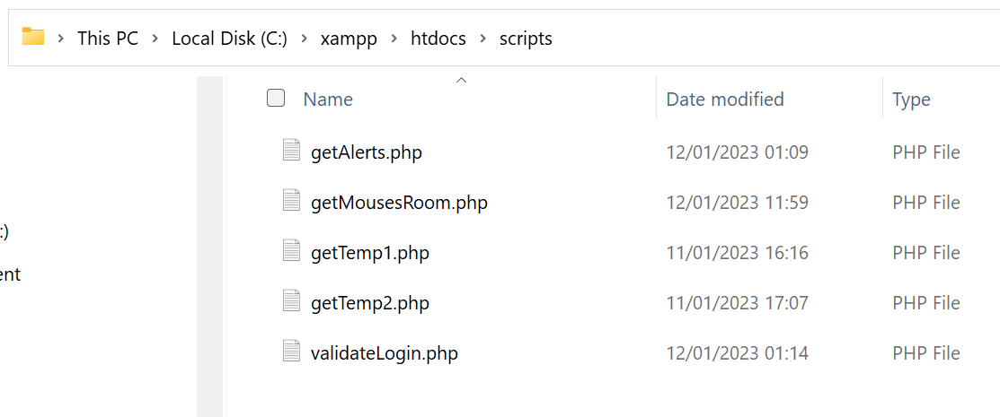 This PC > Local Disk (C:) > xampp > htdocs > scripts
Name Date modified Type
getAlerts.php 12/01/2023 01:09 PHP File
getMousesRoom.php 12/01/2023 11:59 PHP File
:)
getTemp1.php 11/01/2023 16:16 PHP File
ent
getTemp2.php 11/01/2023 17:07 PHP File
validateLogin.php 12/01/2023 01:14 PHP File